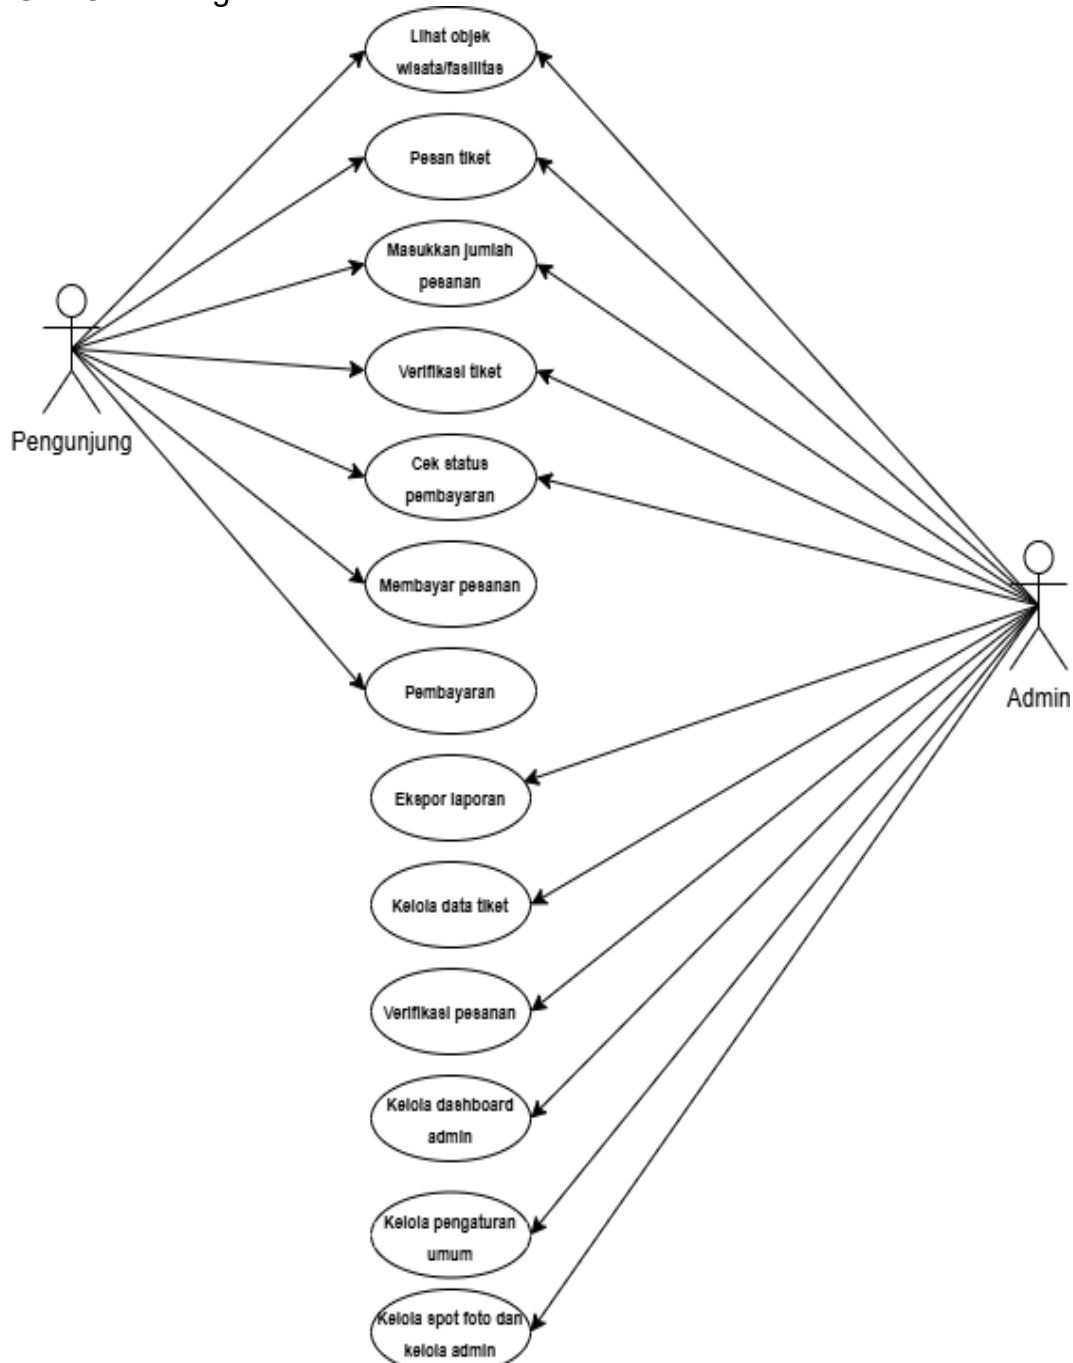 Lihat objek
wisata/fasilitas
Pesan tiket
Masukkan jumlah
pesanan
Verifikasi tiket
Pengunjung
Cek status
pembayaran
Membayar pesanan
Pembayaran
Admin
Ekspor laporan
Kelola data tiket
Verifikasi pesanan
Kelola dashboard
admin
Kelola pengaturan
umum
Kelola spot foto dan
kelola admin